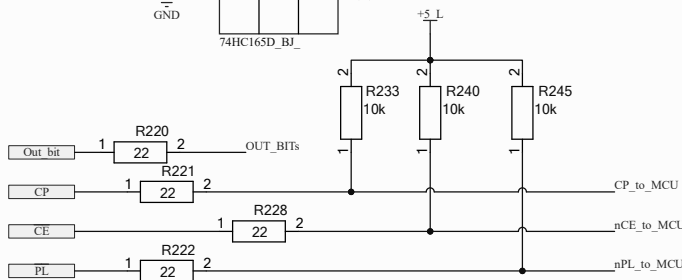 GND
74HC165D_BJ_
+5_L
2 2 2
R233 R240 R245
10k 10k 10k
1 1 1
R220
Out_bit 1 22 2 OUT_BITs
R221
CP 1 22 2 CP_to_MCU
R228
CE 1 22 2 nCE_to_MCU
R222
PL 1 22 2 nPL_to_MCU